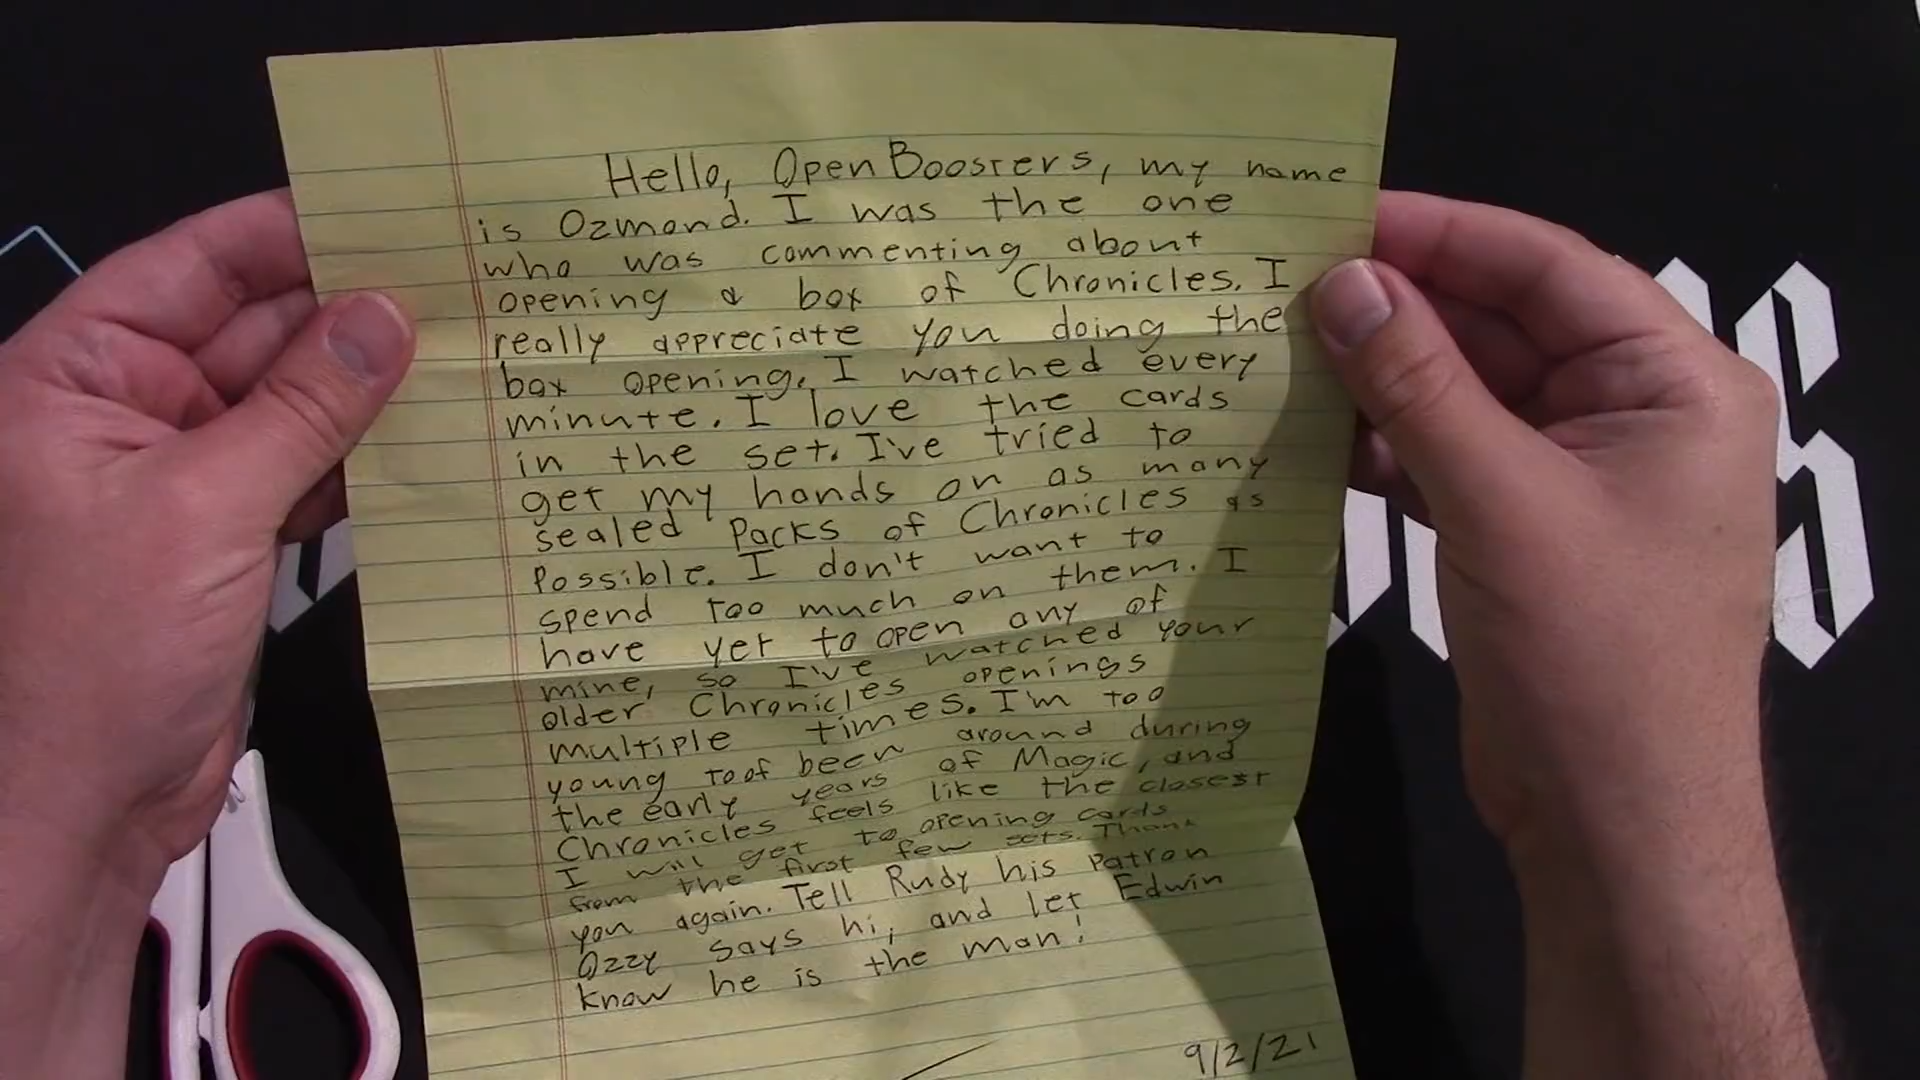 Hello, Open Boosters, my name
is Ozmond. I was the one
who was commenting about
opening a box of Chronicles. I
really appreciate you doing the
box opening. I watched every
minute. I love the cards
in the set. I've tried to
get my hands on as many
sealed Packs of Chronicles as
Possible. I don't want to
spend too much on them. I
have yet to open any of
mine, so I've watched your
older Chronicles openings
multiple times. I'm too
young to of been around during
the early years of Magic, and
Chronicles feels like the closest
I will get to opening cards
from the first few sets. Thank
you again. Tell Rudy his Patron
Ozzy says hi, and let Edwin
know he is the man!
9/2/21